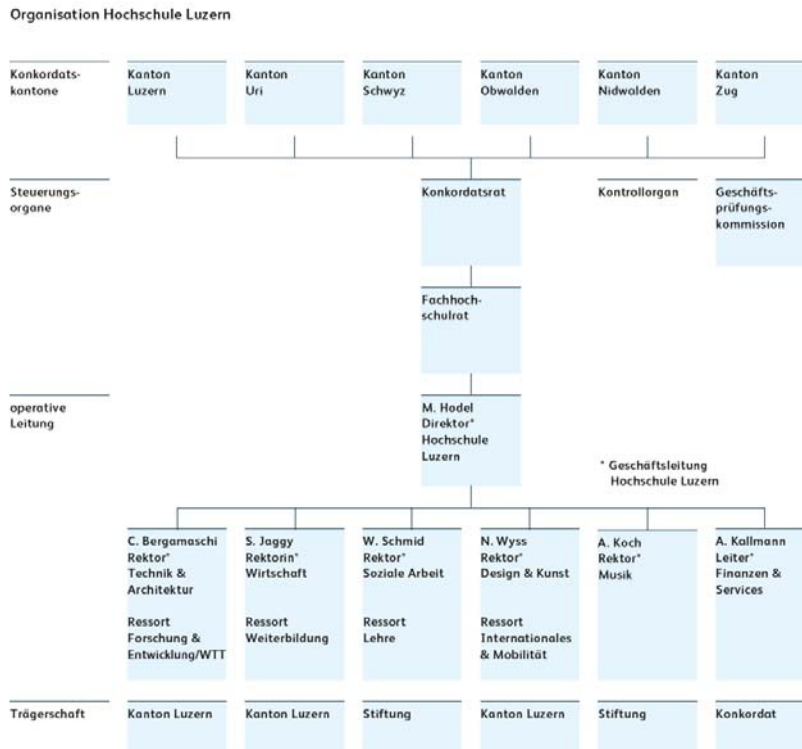 Organisation Hochschule Luzern
Konkordats-
kantone
Kanton
Luzern
Kanton
Uri
Kanton
Schwyz
Kanton
Obwalden
Kanton
Nidwalden
Kanton
Zug
Steuerungs-
organe
Konkordatsrat
Kontrollorgan
Geschäfts-
prüfungs-
kommission
Fachhoch-
schulrat
operative
Leitung
M. Hodel
Direktor*
Hochschule
Luzern
* Geschäftsleitung
Hochschule Luzern
C. Bergamaschi
Rektor*
Technik &
Architektur
Ressort
Forschung &
Entwicklung/WTT
S. Jaggy
Rektorin*
Wirtschaft
Ressort
Weiterbildung
W. Schmid
Rektor*
Soziale Arbeit
Ressort
Lehre
N. Wyss
Rektor*
Design & Kunst
Ressort
Internationales
& Mobilität
A. Koch
Rektor*
Musik
A. Kallmann
Leiter*
Finanzen &
Services
Trägerschaft
Kanton Luzern
Kanton Luzern
Stiftung
Kanton Luzern
Stiftung
Konkordat